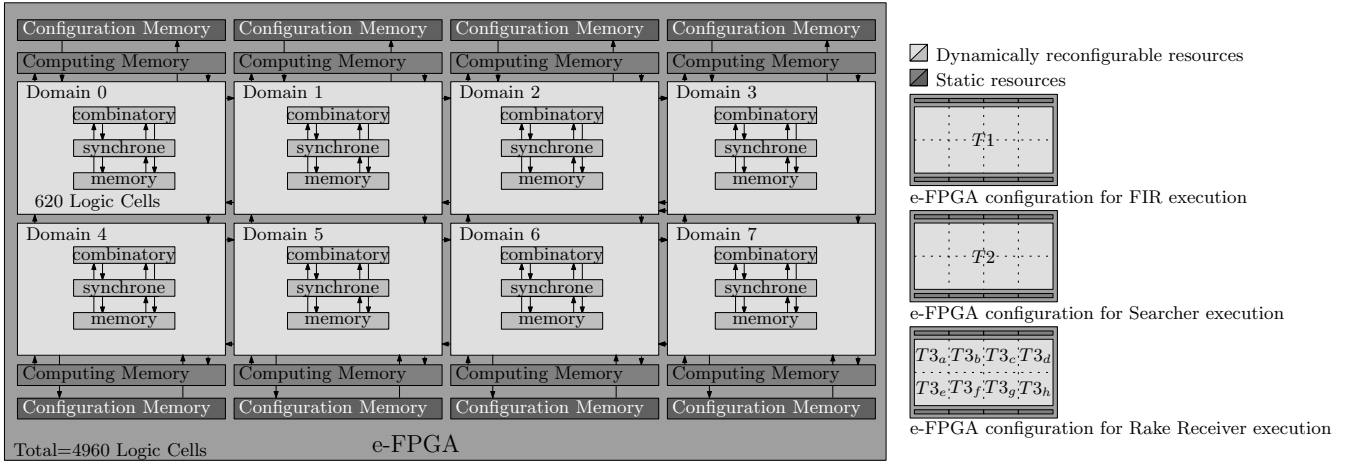 Configuration Memory Configuration Memory Configuration Memory Configuration Memory
Computing Memory Computing Memory Computing Memory Computing Memory
Domain 0 Domain 1 Domain 2 Domain 3
combinatory combinatory combinatory combinatory
synchrone synchrone synchrone synchrone
memory memory memory memory
620 Logic Cells
Domain 4 Domain 5 Domain 6 Domain 7
combinatory combinatory combinatory combinatory
synchrone synchrone synchrone synchrone
memory memory memory memory
Computing Memory Computing Memory Computing Memory Computing Memory
Configuration Memory Configuration Memory Configuration Memory Configuration Memory
Total=4960 Logic Cells
e-FPGA
Dynamically reconfigurable resources
Static resources
T1
e-FPGA configuration for FIR execution
T2
e-FPGA configuration for Searcher execution
T3a T3b T3c T3d
T3e T3f T3g T3h
e-FPGA configuration for Rake Receiver execution